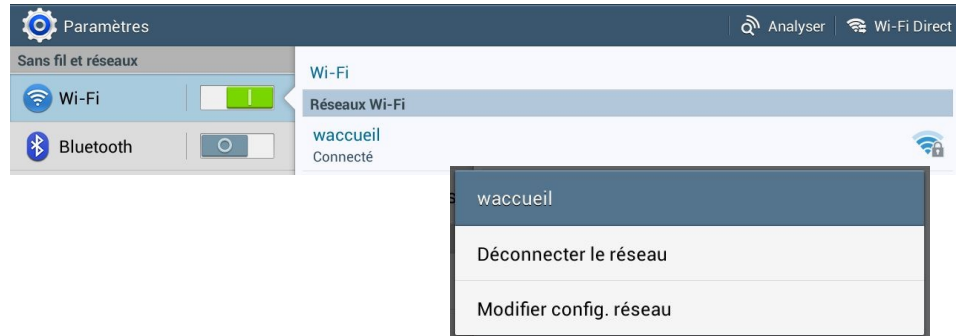 Paramètres
Analyser
Wi-Fi Direct
Sans fil et réseaux
Wi-Fi
Bluetooth
Wi-Fi
Réseaux Wi-Fi
waccueil
Connecté
waccueil
Déconnecter le réseau
Modifier config. réseau